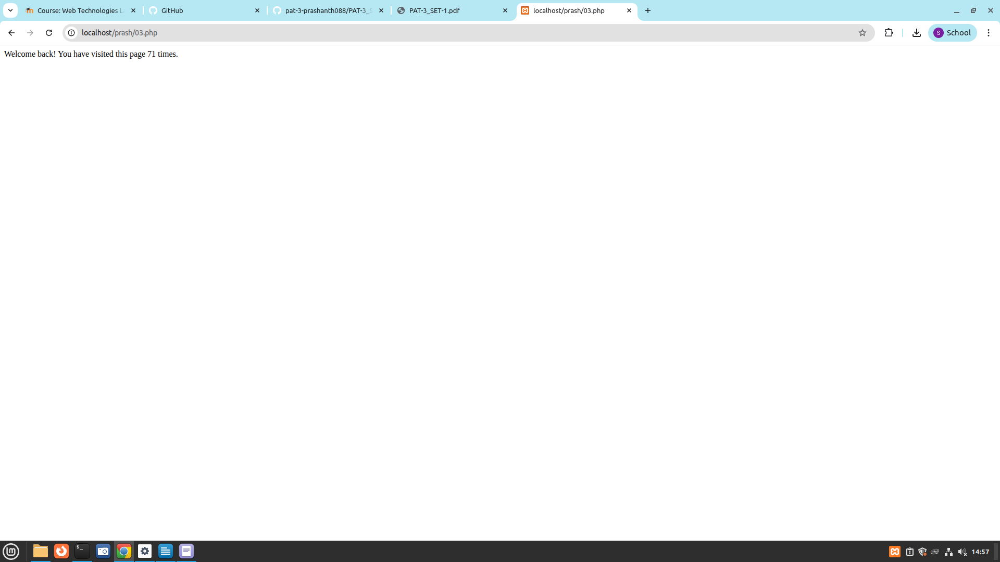 Course: Web Technologies L
GitHub
pat-3-prashanth088/PAT-3_S
PAT-3_SET-1.pdf
localhost/prash/03.php
localhost/prash/03.php
S School
Welcome back! You have visited this page 71 times.
14:57